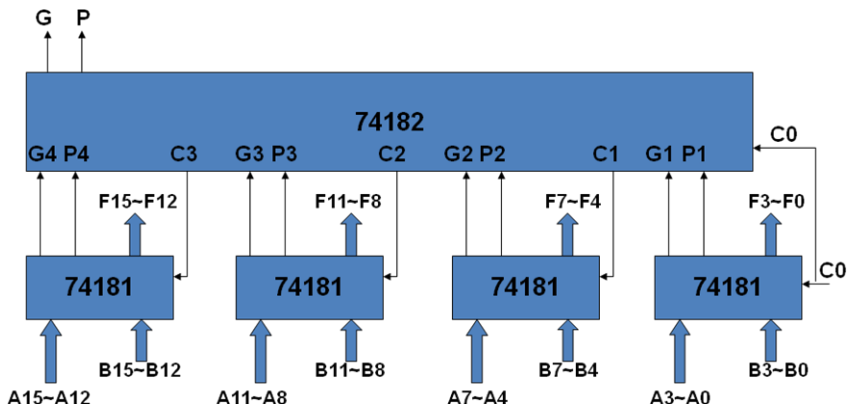 G P
74182
C0
G4 P4 C3 G3 P3 C2 G2 P2 C1 G1 P1
F15~F12 F11~F8 F7~F4 F3~F0
C0
74181 74181 74181 74181
B15~B12 B11~B8 B7~B4 B3~B0
A15~A12 A11~A8 A7~A4 A3~A0